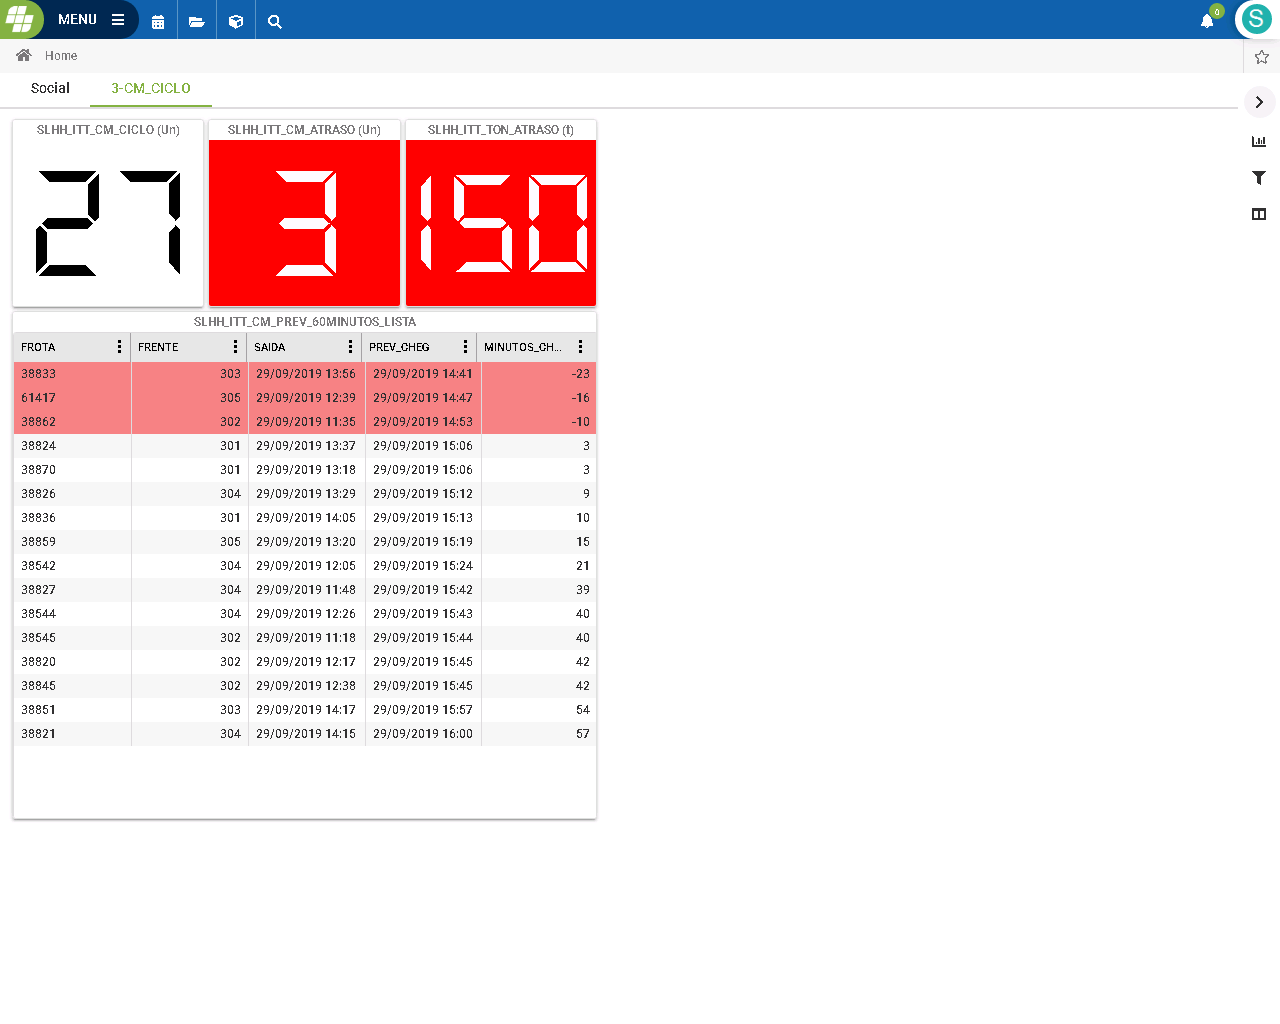 MENU
0
S
Home
Social
3-CM_CICLO
SLHH_ITT_CM_CICLO (Un)
SLHH_ITT_CM_ATRASO (Un)
SLHH_ITT_TON_ATRASO (t)
27
3
150
SLHH_ITT_CM_PREV_60MINUTOS_LISTA
FROTA FRENTE SAIDA PREV_CHEG MINUTOS_CH...
38833 303 29/09/2019 13:56 29/09/2019 14:41 -23
61417 305 29/09/2019 12:39 29/09/2019 14:47 -16
38862 302 29/09/2019 11:35 29/09/2019 14:53 -10
38824 301 29/09/2019 13:37 29/09/2019 15:06 3
38870 301 29/09/2019 13:18 29/09/2019 15:06 3
38826 304 29/09/2019 13:29 29/09/2019 15:12 9
38836 301 29/09/2019 14:05 29/09/2019 15:13 10
38859 305 29/09/2019 13:20 29/09/2019 15:19 15
38542 304 29/09/2019 12:05 29/09/2019 15:24 21
38827 304 29/09/2019 11:48 29/09/2019 15:42 39
38544 304 29/09/2019 12:26 29/09/2019 15:43 40
38545 302 29/09/2019 11:18 29/09/2019 15:44 40
38820 302 29/09/2019 12:17 29/09/2019 15:45 42
38845 302 29/09/2019 12:38 29/09/2019 15:45 42
38851 303 29/09/2019 14:17 29/09/2019 15:57 54
38821 304 29/09/2019 14:15 29/09/2019 16:00 57